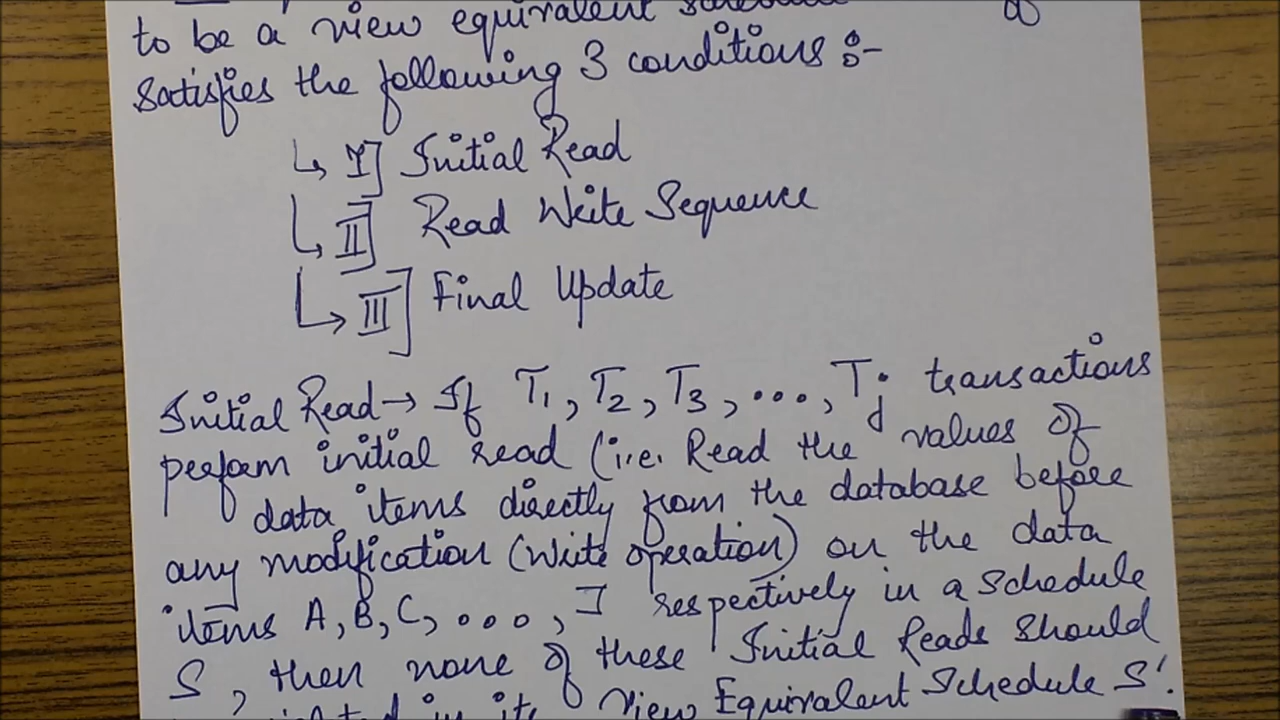 to be a view equivalent
satisfies the following 3 conditions :-
↳ I] Initial Read
↳ II] Read Write Sequence
↳ III] Final Update
Initial Read → If T1, T2, T3, ..., Tj transactions
perform initial read (i.e. Read the values of
data items directly from the database before
any modification (Write operation) on the data
items A, B, C, ..., J respectively in a schedule
S, then none of these Initial Reads should
in its View Equivalent Schedule S'.